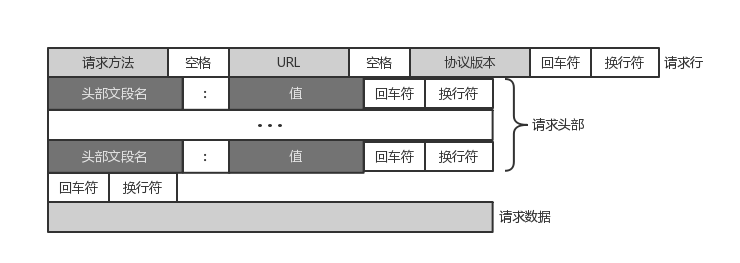 请求方法 空格 URL 空格 协议版本 回车符 换行符 请求行
头部文段名 : 值 回车符 换行符
... 请求头部
头部文段名 : 值 回车符 换行符
回车符 换行符
请求数据